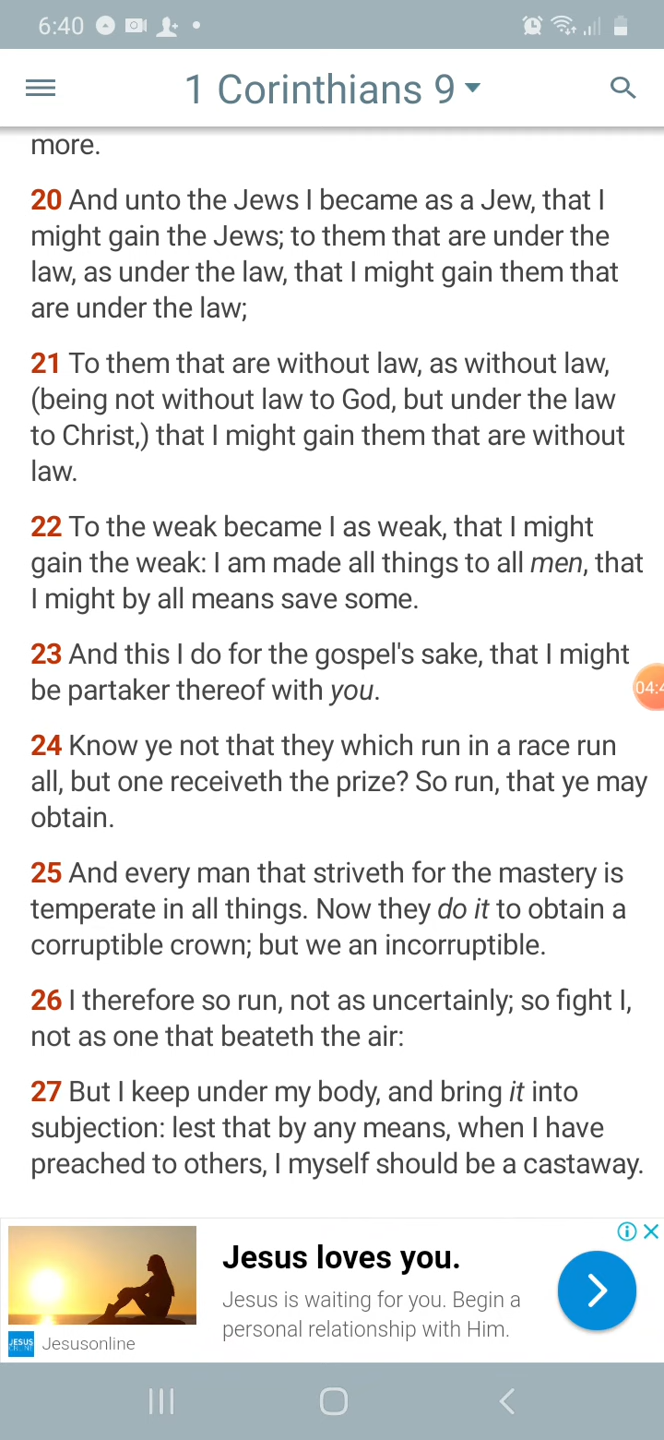 6:40
1 Corinthians 9
more.
20 And unto the Jews I became as a Jew, that I
might gain the Jews; to them that are under the
law, as under the law, that I might gain them that
are under the law;
21 To them that are without law, as without law,
(being not without law to God, but under the law
to Christ,) that I might gain them that are without
law.
22 To the weak became I as weak, that I might
gain the weak: I am made all things to all men, that
I might by all means save some.
23 And this I do for the gospel's sake, that I might
be partaker thereof with you.
04:4
24 Know ye not that they which run in a race run
all, but one receiveth the prize? So run, that ye may
obtain.
25 And every man that striveth for the mastery is
temperate in all things. Now they do it to obtain a
corruptible crown; but we an incorruptible.
26 I therefore so run, not as uncertainly; so fight I,
not as one that beateth the air:
27 But I keep under my body, and bring it into
subjection: lest that by any means, when I have
preached to others, I myself should be a castaway.
Jesus loves you.
Jesus is waiting for you. Begin a
personal relationship with Him.
JESUS
Jesusonline